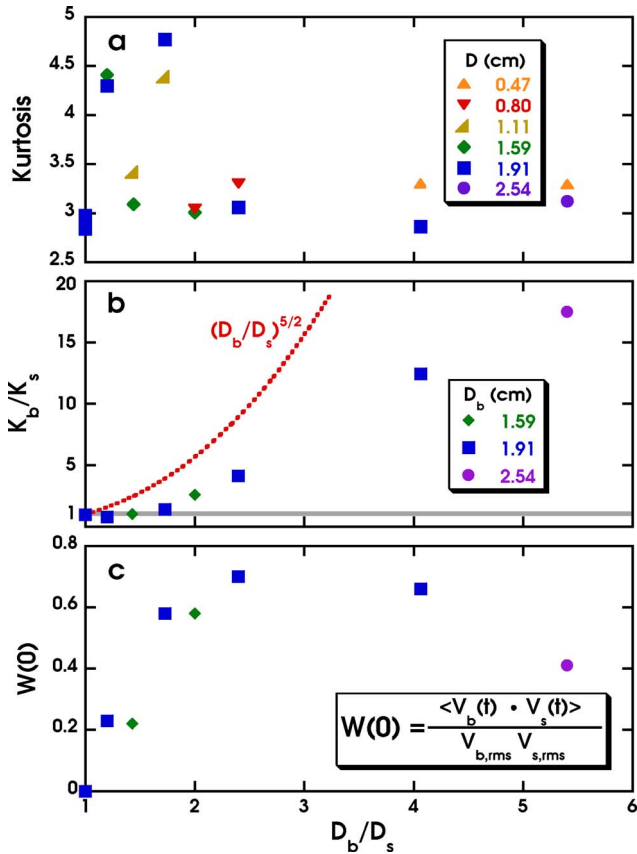 a
5
4.5
4
3.5
3
2.5
Kurtosis
D (cm)
0.47
0.80
1.11
1.59
1.91
2.54
b
20
15
10
5
1
K_b/K_s
(D_b/D_s)^5/2
D_b (cm)
1.59
1.91
2.54
c
0.8
0.6
0.4
0.2
0
W(0)
W(0) = <V_b(t) • V_s(t)> / V_b,rms V_s,rms
1 2 3 4 5 6
D_b/D_s